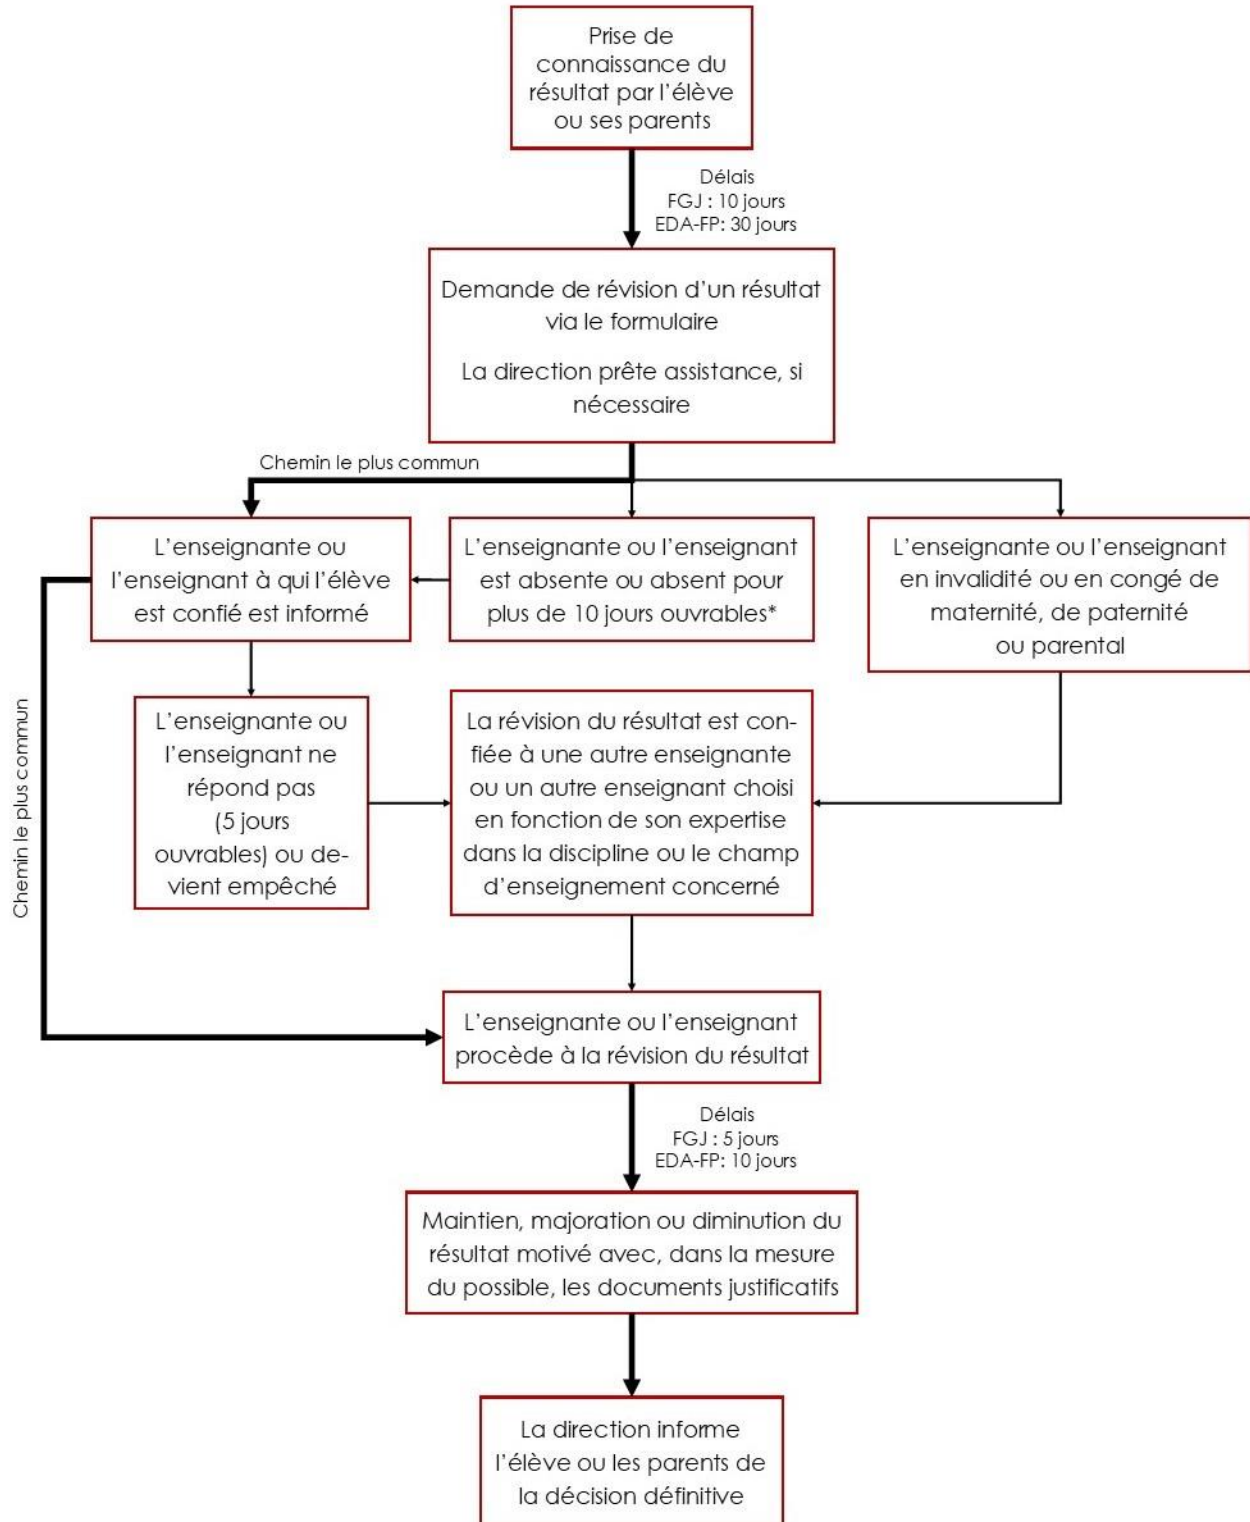 Prise de
connaissance du
résultat par l'élève
ou ses parents
Délais
FGJ : 10 jours
EDA-FP: 30 jours
Demande de révision d'un résultat
via le formulaire
La direction prête assistance, si
nécessaire
Chemin le plus commun
L'enseignante ou
l'enseignant à qui l'élève
est confié est informé
L'enseignante ou l'enseignant
est absente ou absent pour
plus de 10 jours ouvrables*
L'enseignante ou l'enseignant
en invalidité ou en congé de
maternité, de paternité
ou parental
Chemin le plus commun
L'enseignante ou
l'enseignant ne
répond pas
(5 jours
ouvrables) ou de-
vient empêché
La révision du résultat est con-
fiée à une autre enseignante
ou un autre enseignant choisi
en fonction de son expertise
dans la discipline ou le champ
d'enseignement concerné
L'enseignante ou l'enseignant
procède à la révision du résultat
Délais
FGJ : 5 jours
EDA-FP: 10 jours
Maintien, majoration ou diminution du
résultat motivé avec, dans la mesure
du possible, les documents justificatifs
La direction informe
l'élève ou les parents de
la décision définitive